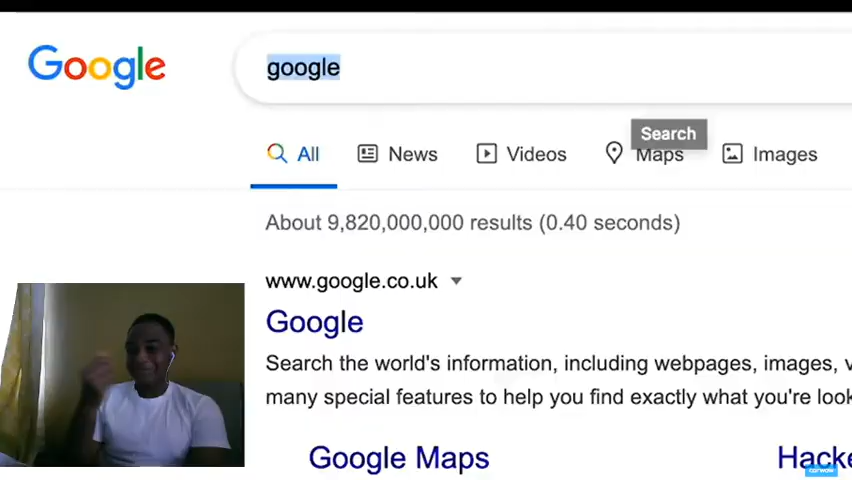 Google
google
Search
All
News
Videos
Maps
Images
About 9,820,000,000 results (0.40 seconds)
www.google.co.uk
Google
Search the world's information, including webpages, images, v
many special features to help you find exactly what you're look
Google Maps
Hacke
carwow